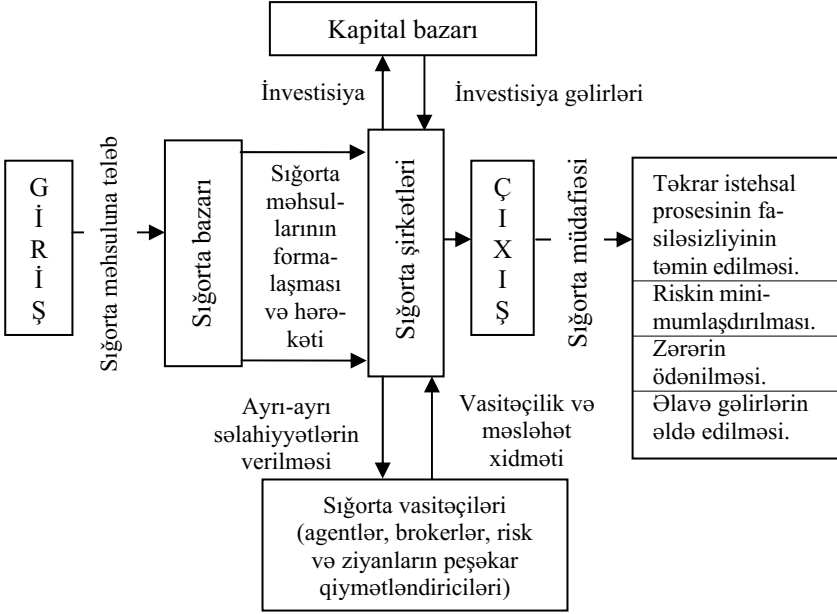 Kapital bazarı
İnvestisiya
İnvestisiya gəlirləri
G
İ
R
İ
Ş
Sığorta məhsuluna tələb
Sığorta bazarı
Sığorta
məhsul-
larının
forma-
laşması
və hərə-
kəti
Sığorta şirkətləri
Ç
I
X
I
Ş
Sığorta müdafiəsi
Təkrar istehsal
prosesinin fa-
siləsizliyinin
təmin edilməsi.
Riskin mini-
mumlaşdırılması.
Zərərin
ödənilməsi.
Əlavə gəlirlərin
əldə edilməsi.
Ayrı-ayrı
səlahiyyətlərin
verilməsi
Vasitəçilik və
məsləhət
xidməti
Sığorta vasitəçiləri
(agentlər, brokerlər, risk
və ziyanların peşəkar
qiymətləndiriciləri)